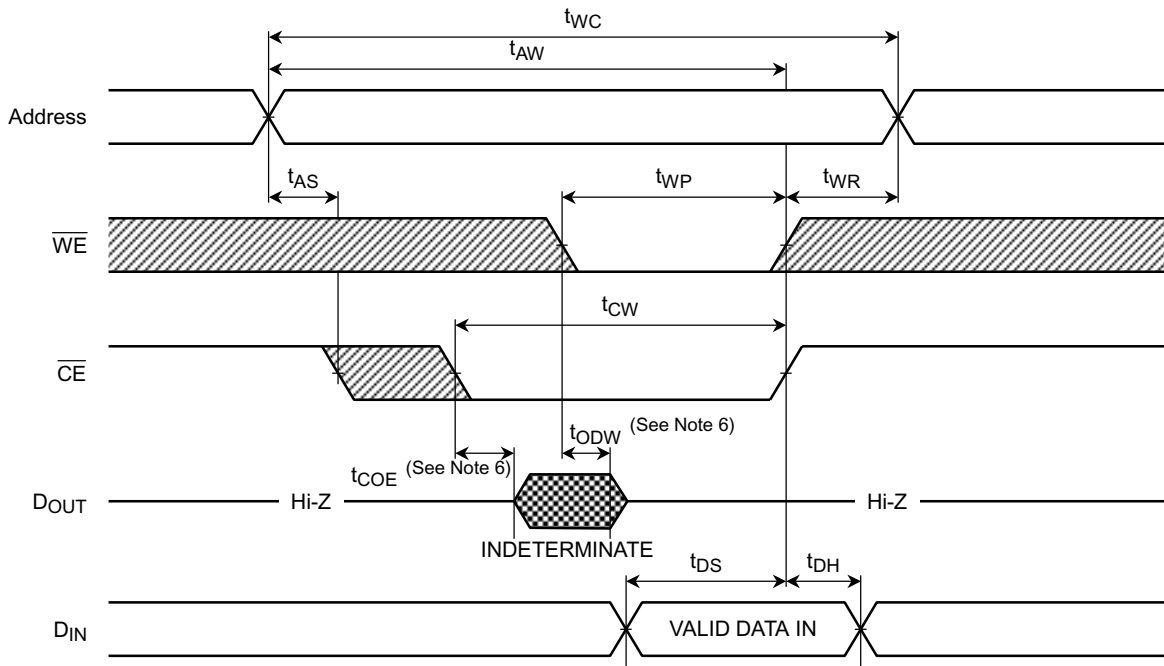 tWC
tAW
Address
tAS
tWP
tWR
WE
tCW
CE
tODW (See Note 6)
tCOE (See Note 6)
DOUT
Hi-Z
Hi-Z
INDETERMINATE
tDS
tDH
DIN
VALID DATA IN